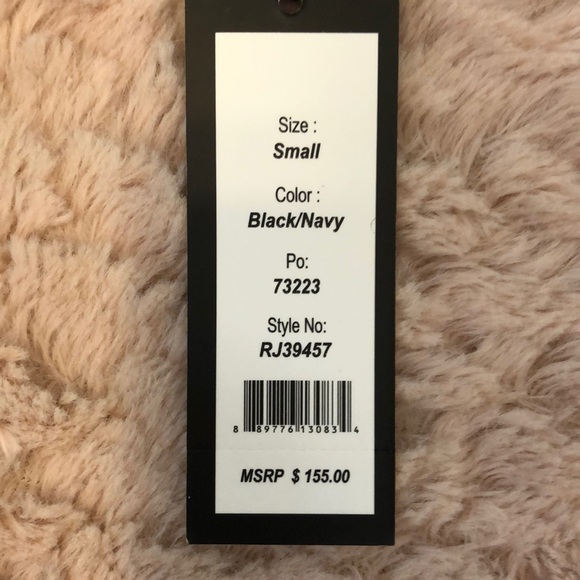 Size :
Small
Color :
Black/Navy
Po:
73223
Style No:
RJ39457
8 89776 13083 4
MSRP $ 155.00